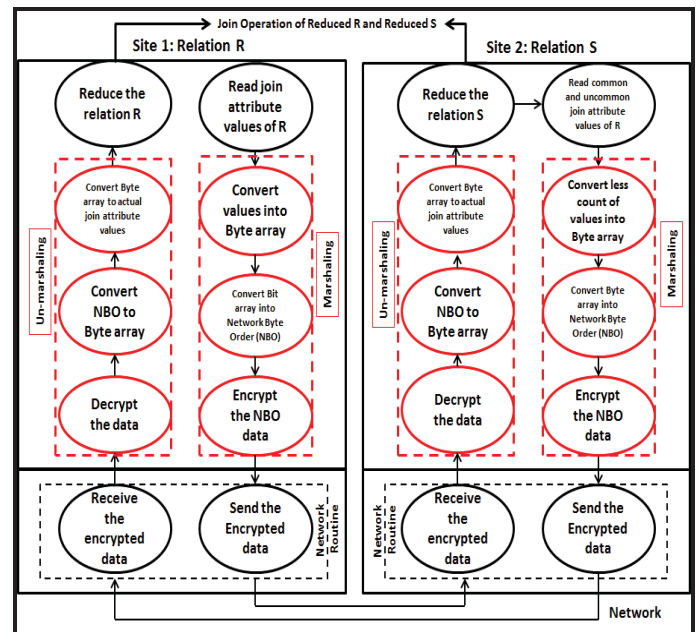 Join Operation of Reduced R and Reduced S
Site 1: Relation R
Reduce the
relation R
Read join
attribute
values of R
Convert Byte
array to actual
join attribute
values
Convert
values into
Byte array
Un-marshaling
Marshaling
Convert
NBO to
Byte array
Convert Bit
array into
Network Byte
Order (NBO)
Decrypt
the data
Encrypt
the NBO
data
Receive
the
encrypted
data
Send the
Encrypted
data
Network
Routine
Site 2: Relation S
Reduce the
relation S
Read common
and uncommon
join attribute
values of R
Convert Byte
array to actual
join attribute
values
Convert less
count of
values into
Byte array
Un-marshaling
Marshaling
Convert
NBO to
Byte array
Convert Byte
array into
Network Byte
Order (NBO)
Decrypt
the data
Encrypt
the NBO
data
Network
Routine
Receive
the
encrypted
data
Send the
Encrypted
data
Network